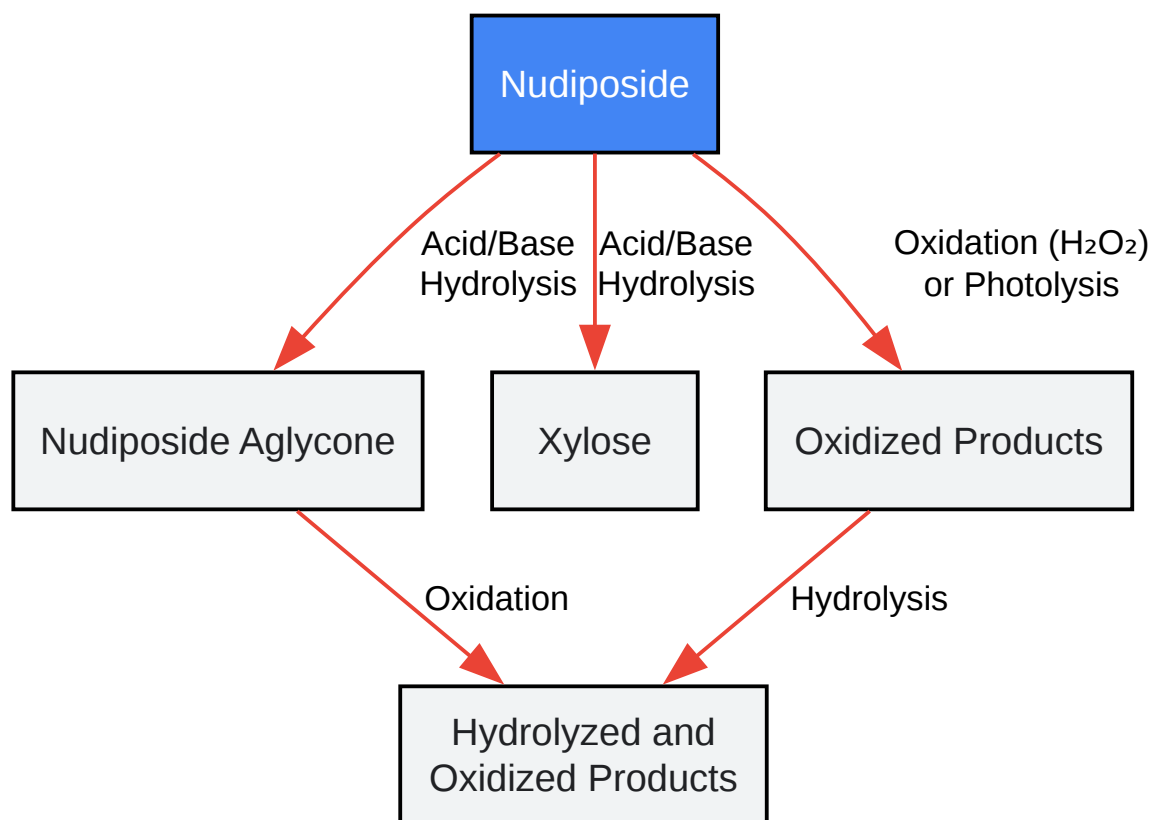 Nudiposide
Acid/Base
Hydrolysis
Acid/Base
Hydrolysis
Oxidation (H₂O₂)
or Photolysis
Nudiposide Aglycone
Xylose
Oxidized Products
Oxidation
Hydrolysis
Hydrolyzed and
Oxidized Products